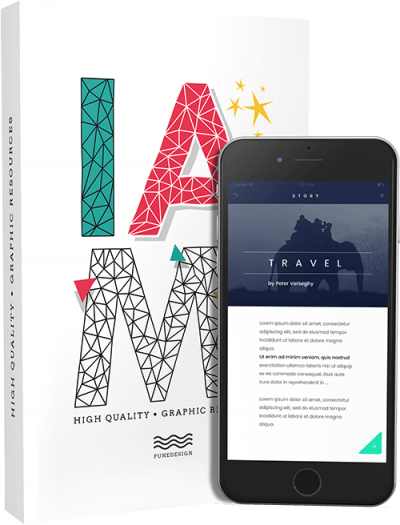 HIGH QUALITY • GRAPHIC RESOURCES
IA
M
HIGH QUALITY • GRAPHIC RE
PUNEDESIGN
STORY
TRAVEL
by Peter Velseghy
Lorem ipsum dolor sit amet, consectetur
adipiscing elit, sed do eiusmod tempor
incididunt ut labore et dolore magna
aliqua.
Ut enim ad minim veniam, quis nostrud
exercitation ullamco laboris nisi ut aliquip
ex ea commodo consequat. Duis aute
irure dolor in reprehenderit in ...
Lorem ipsum dolor sit amet, consectetur
adipiscing elit, sed do eiusmod tempor
incididunt ut labore et dolore magna
aliqua.